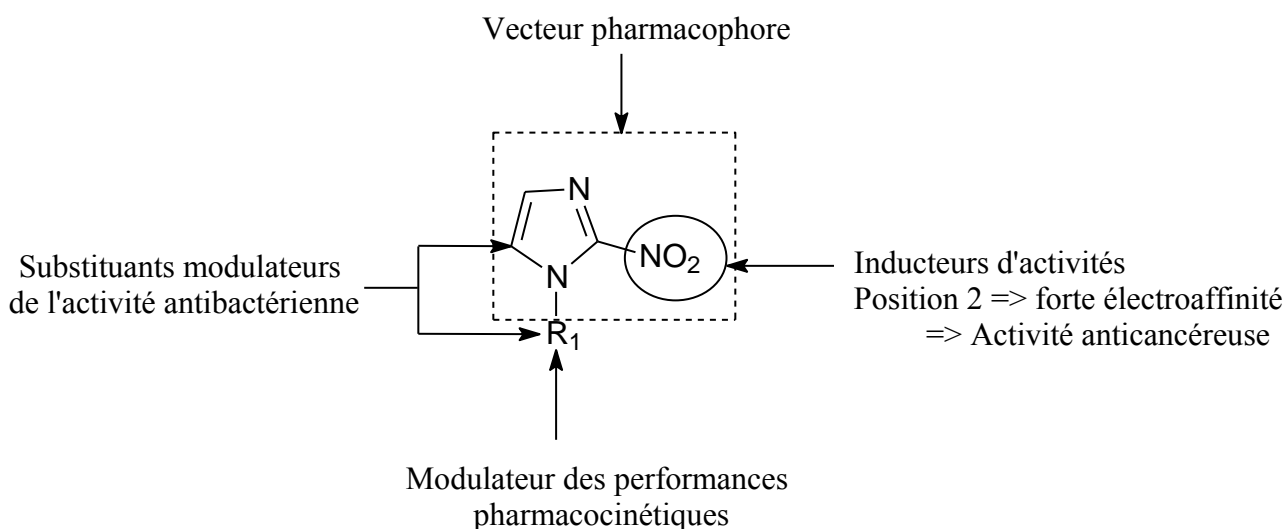 Vecteur pharmacophore
N
NO2
N
R1
Substituants modulateurs
de l'activité antibactérienne
Inducteurs d'activités
Position 2 => forte électroaffinité
=> Activité anticancéreuse
Modulateur des performances
pharmacocinétiques